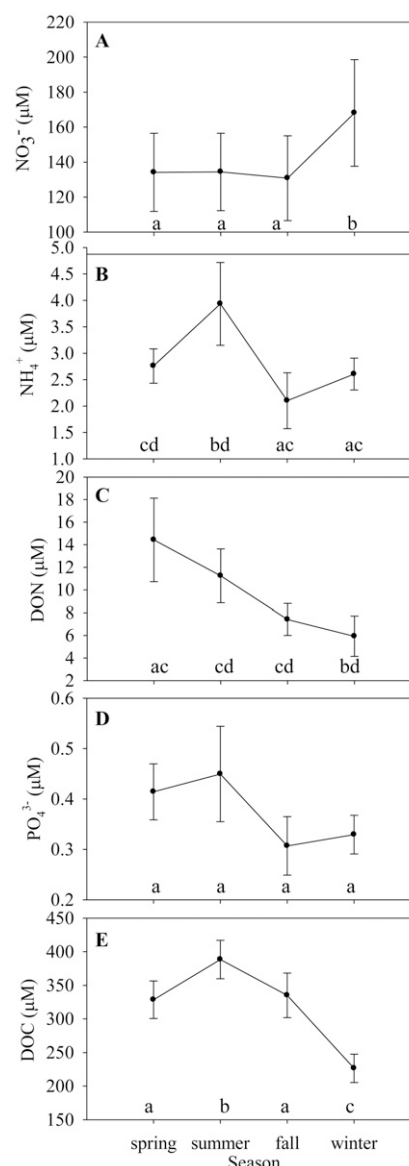 A
220
200
180
160
140
120
100
NO₃⁻ (µM)
a a a b
B
5.0
4.5
4.0
3.5
3.0
2.5
2.0
1.5
1.0
NH₄⁺ (µM)
cd bd ac ac
C
20
18
16
14
12
10
8
6
4
2
DON (µM)
ac cd cd bd
D
0.6
0.5
0.4
0.3
0.2
PO₄³⁻ (µM)
a a a a
E
450
400
350
300
250
200
150
DOC (µM)
a b a c
spring summer fall winter
Season